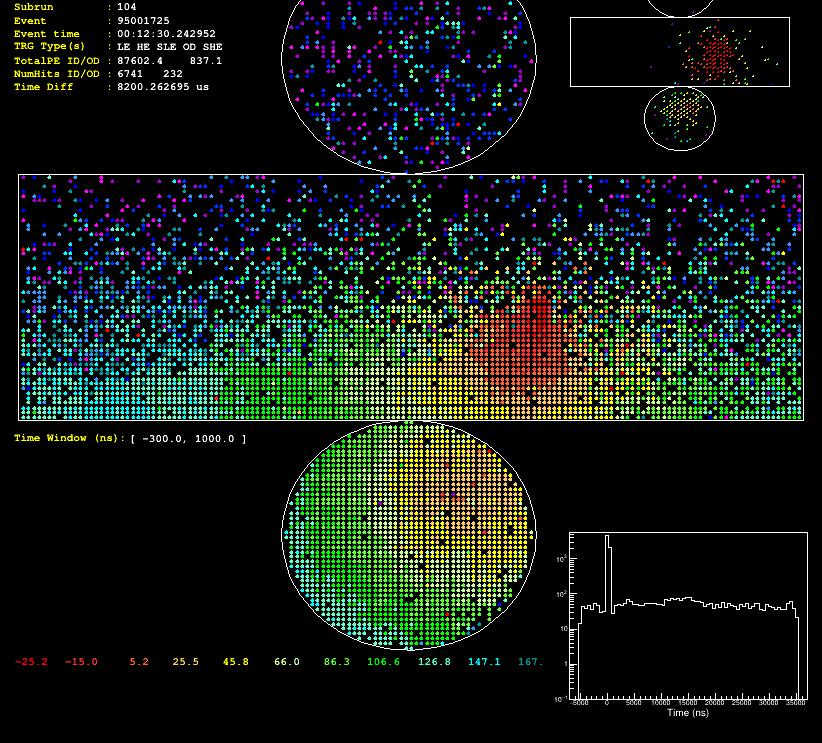 Subrun : 104
Event : 95001725
Event time : 00:12:30.242952
TRG Type(s) : LE HE SLE OD SHE
TotalPE ID/OD : 87602.4 837.1
NumHits ID/OD : 6741 232
Time Diff : 8200.262695 us
Time Window (ns): [ -300.0, 1000.0 ]
10³
10²
10
1
10⁻¹
-5000 0 5000 10000 15000 20000 25000 30000 35000
Time (ns)
-25.2 -15.0 5.2 25.5 45.8 66.0 86.3 106.6 126.8 147.1 167.